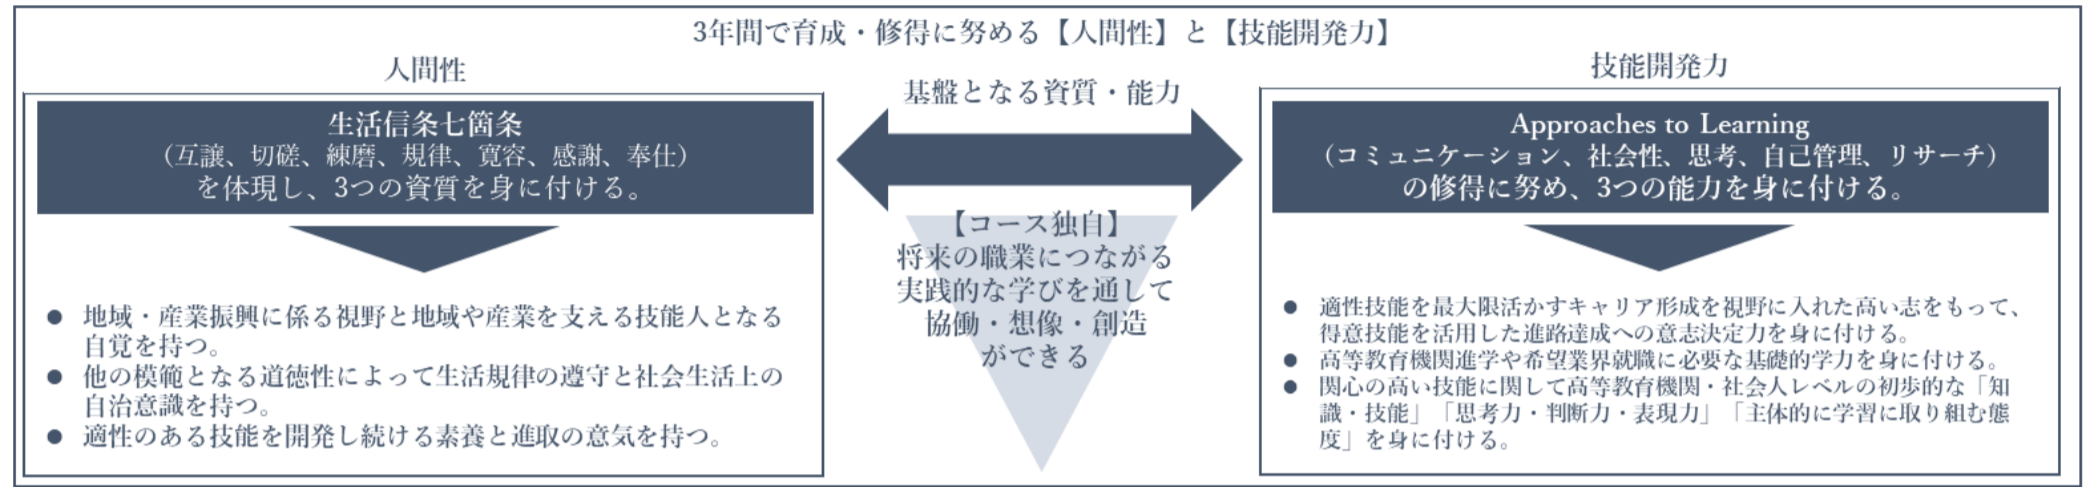 3年間で育成・修得に努める【人間性】と【技能開発力】
人間性
生活信条七箇条
（互譲、切磋、練磨、規律、寛容、感謝、奉仕）
を体現し、3つの資質を身に付ける。
● 地域・産業振興に係る視野と地域や産業を支える技能人となる
自覚を持つ。
● 他の模範となる道徳性によって生活規律の遵守と社会生活上の
自治意識を持つ。
● 適性のある技能を開発し続ける素養と進取の意気を持つ。
基盤となる資質・能力
【コース独自】
将来の職業につながる
実践的な学びを通して
協働・想像・創造
ができる
技能開発力
Approaches to Learning
（コミュニケーション、社会性、思考、自己管理、リサーチ）
の修得に努め、3つの能力を身に付ける。
● 適性技能を最大限活かすキャリア形成を視野に入れた高い志をもって、
得意技能を活用した進路達成への意志決定力を身に付ける。
● 高等教育機関進学や希望業界就職に必要な基礎的学力を身に付ける。
● 関心の高い技能に関して高等教育機関・社会人レベルの初歩的な「知
識・技能」「思考力・判断力・表現力」「主体的に学習に取り組む態
度」を身に付ける。